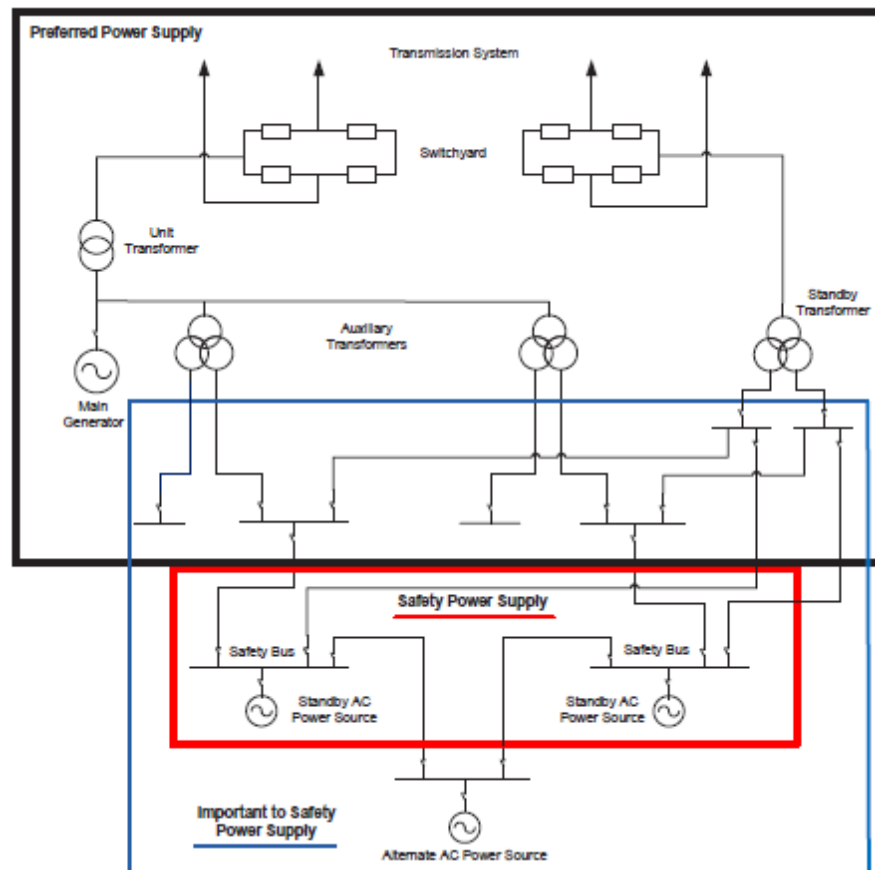 Preferred Power Supply
Transmission System
Switchyard
Unit
Transformer
Standby
Transformer
Auxiliary
Transformers
Main
Generator
Safety Power Supply
Safety Bus
Safety Bus
Standby AC
Power Source
Standby AC
Power Source
Important to Safety
Power Supply
Alternate AC Power Source